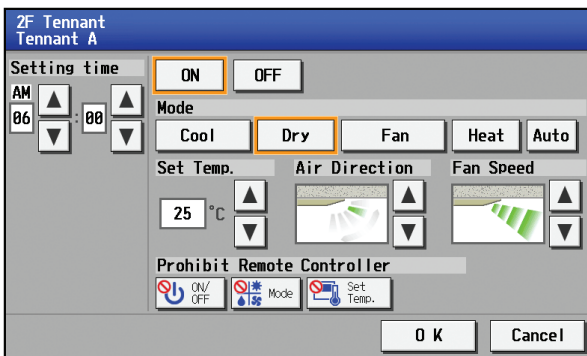 2F Tennant
Tennant A
Setting time
AM
06 : 00
ON OFF
Mode
Cool Dry Fan Heat Auto
Set Temp. Air Direction Fan Speed
25 °C
Prohibit Remote Controller
ON/
OFF
Mode
Set
Temp.
O K Cancel